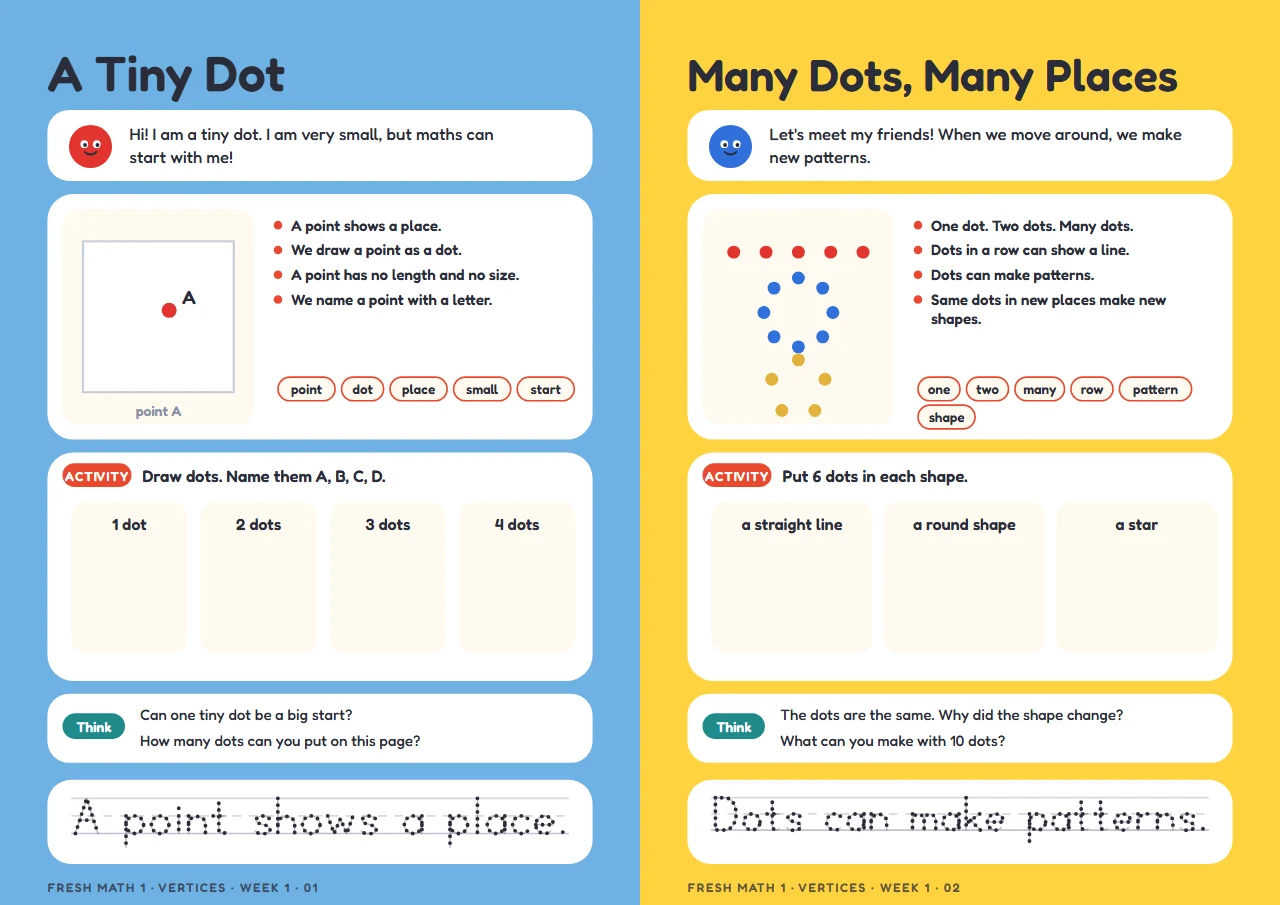 A Tiny Dot
Hi! I am a tiny dot. I am very small, but maths can
start with me!
A
point A
A point shows a place.
We draw a point as a dot.
A point has no length and no size.
We name a point with a letter.
point dot place small start
ACTIVITY Draw dots. Name them A, B, C, D.
1 dot 2 dots 3 dots 4 dots
Think
Can one tiny dot be a big start?
How many dots can you put on this page?
A point shows a place.
FRESH MATH 1 · VERTICES · WEEK 1 · 01
Many Dots, Many Places
Let's meet my friends! When we move around, we make
new patterns.
One dot. Two dots. Many dots.
Dots in a row can show a line.
Dots can make patterns.
Same dots in new places make new
shapes.
one two many row pattern
shape
ACTIVITY Put 6 dots in each shape.
a straight line a round shape a star
Think
The dots are the same. Why did the shape change?
What can you make with 10 dots?
Dots can make patterns.
FRESH MATH 1 · VERTICES · WEEK 1 · 02